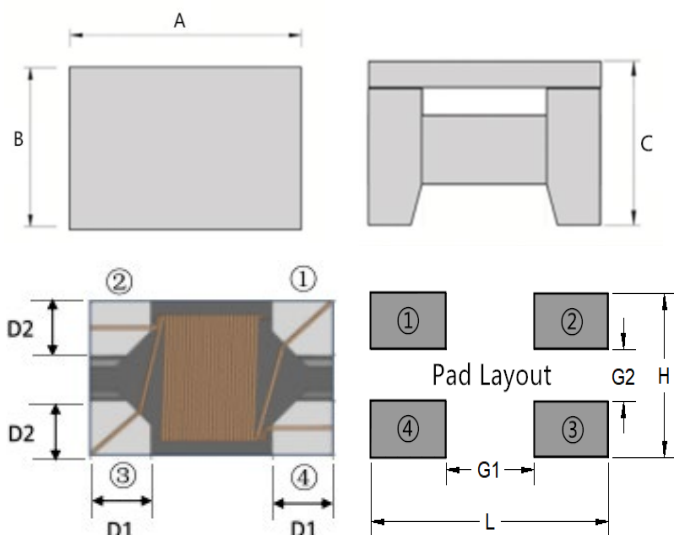 A
B
C
② ①
D2
D2
③ ④
D1 D1
① ②
Pad Layout G2 H
④ ③
G1
L